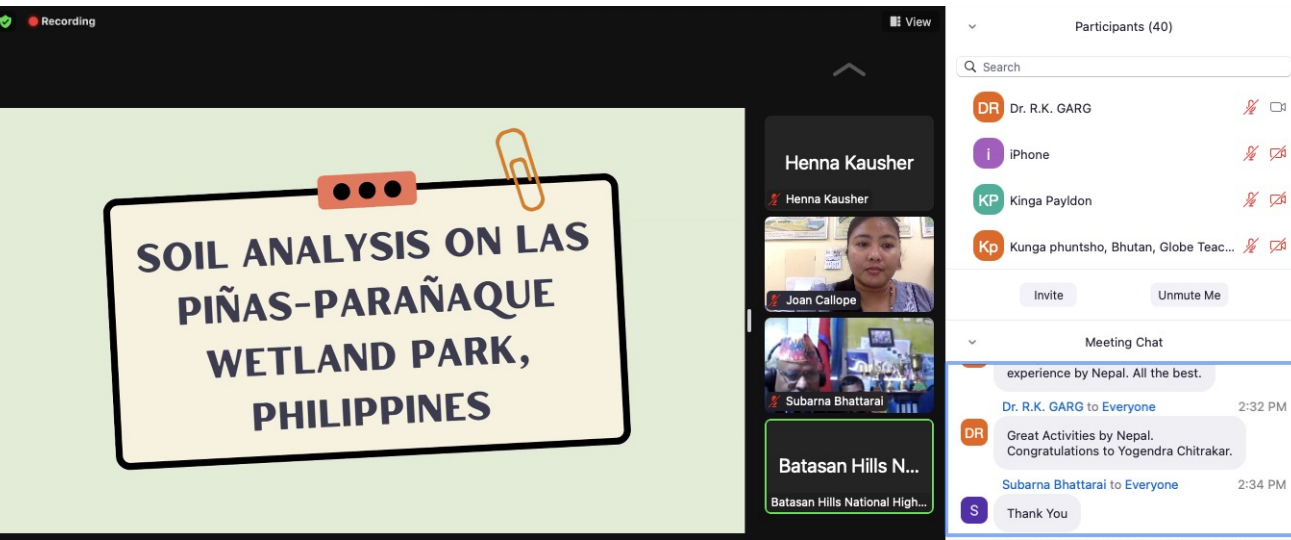 Recording
View
SOIL ANALYSIS ON LAS
PIÑAS-PARAÑAQUE
WETLAND PARK,
PHILIPPINES
Henna Kausher
Henna Kausher
Joan Callope
Subarna Bhattarai
Batasan Hills N...
Batasan Hills National High...
Participants (40)
Search
DR Dr. R.K. GARG
i iPhone
KP Kinga Payldon
Kp Kunga phuntsho, Bhutan, Globe Teac...
Invite Unmute Me
Meeting Chat
experience by Nepal. All the best.
Dr. R.K. GARG to Everyone 2:32 PM
DR
Great Activities by Nepal.
Congratulations to Yogendra Chitrakar.
Subarna Bhattarai to Everyone 2:34 PM
S Thank You